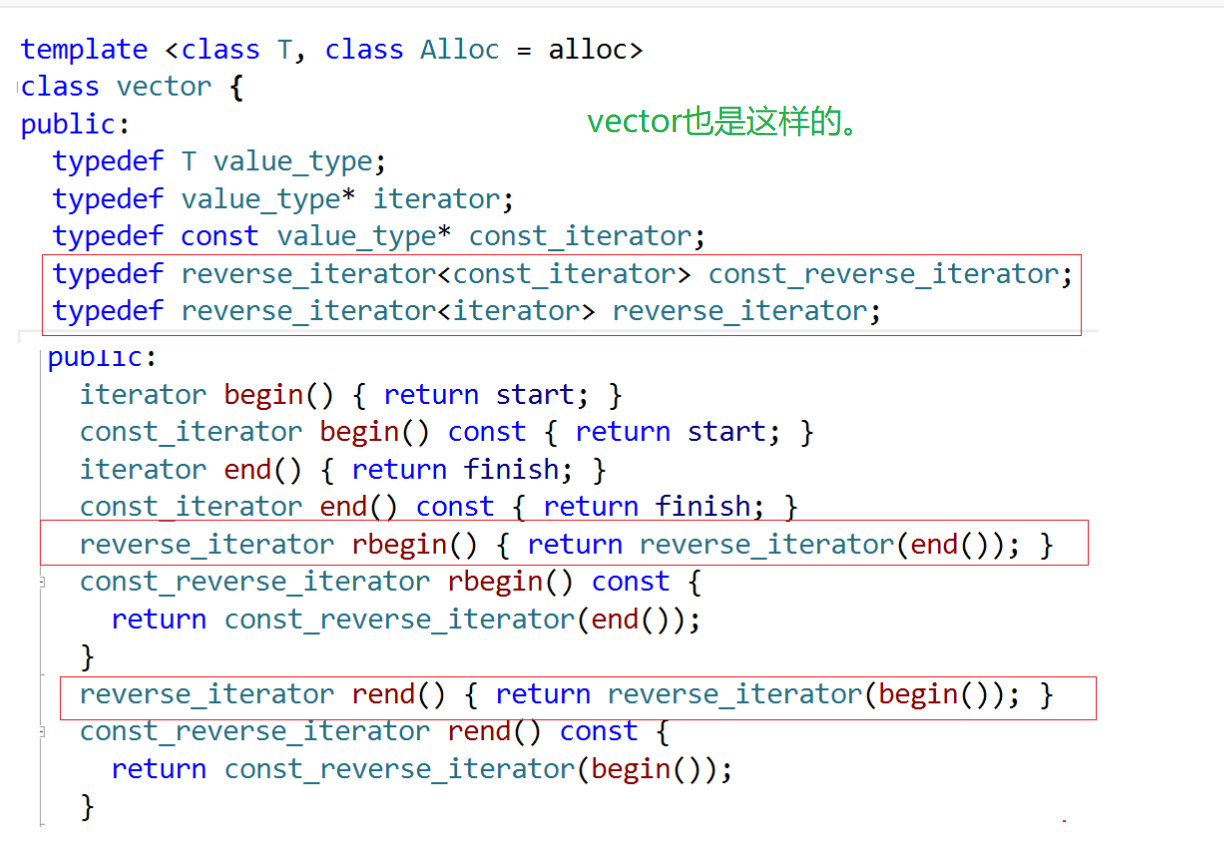 template <class T, class Alloc = alloc>
class vector {
public:
vector也是这样的。
  typedef T value_type;
  typedef value_type* iterator;
  typedef const value_type* const_iterator;
  typedef reverse_iterator<const_iterator> const_reverse_iterator;
  typedef reverse_iterator<iterator> reverse_iterator;
public:
  iterator begin() { return start; }
  const_iterator begin() const { return start; }
  iterator end() { return finish; }
  const_iterator end() const { return finish; }
  reverse_iterator rbegin() { return reverse_iterator(end()); }
  const_reverse_iterator rbegin() const {
    return const_reverse_iterator(end());
  }
  reverse_iterator rend() { return reverse_iterator(begin()); }
  const_reverse_iterator rend() const {
    return const_reverse_iterator(begin());
  }